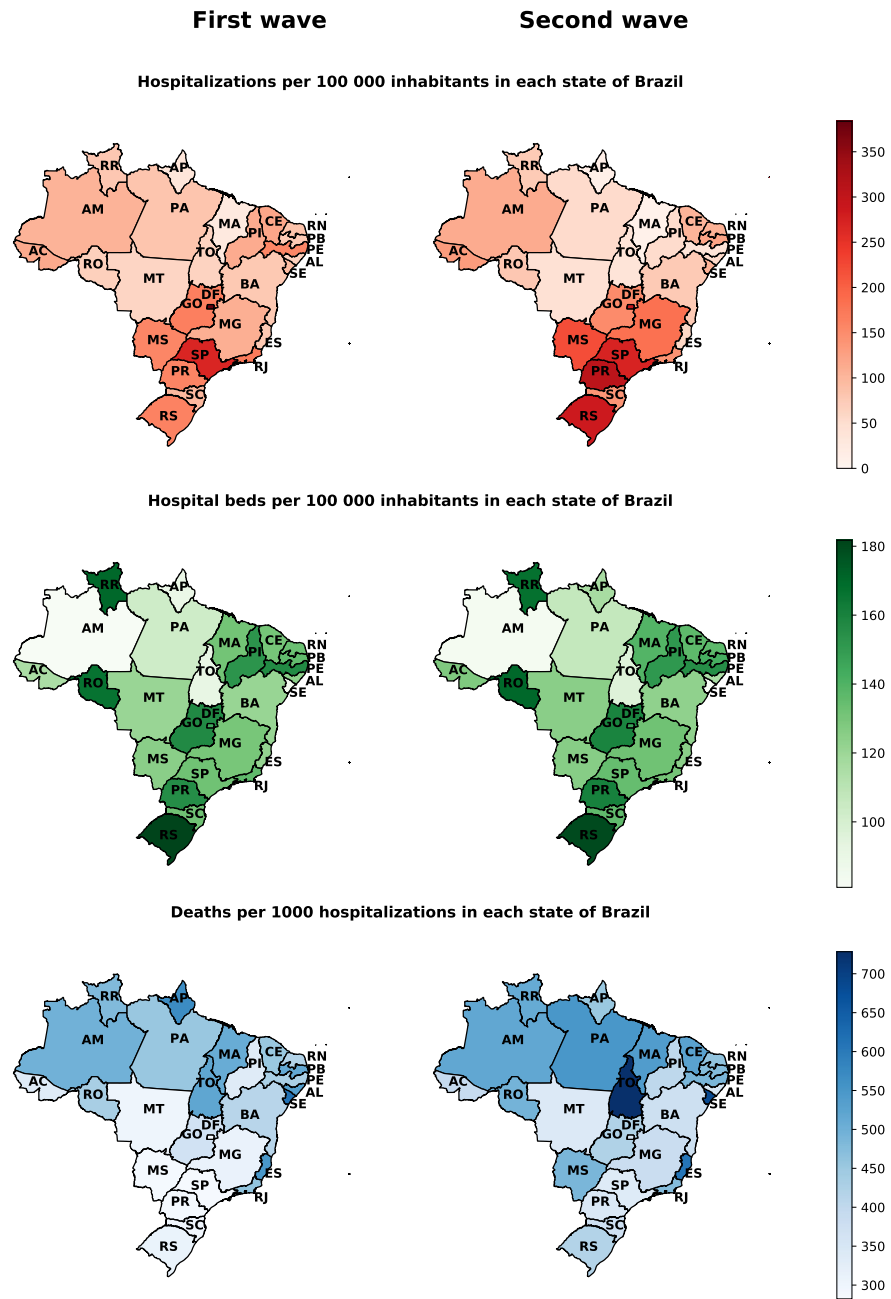 First wave Second wave
Hospitalizations per 100 000 inhabitants in each state of Brazil
RR AP AM PA MA CE RN PI PB PE AC TO AL RO SE MT BA DF GO MG MS ES SP RJ PR SC RS
RR AP AM PA MA CE RN PI PB PE AC TO AL RO SE MT BA DF GO MG MS ES SP RJ PR SC RS
350
300
250
200
150
100
50
0
Hospital beds per 100 000 inhabitants in each state of Brazil
RR AP AM PA MA CE RN PI PB PE AC TO AL RO SE MT BA DF GO MG MS ES SP RJ PR SC RS
RR AP AM PA MA CE RN PI PB PE AC TO AL RO SE MT BA DF GO MG MS ES SP RJ PR SC RS
180
160
140
120
100
Deaths per 1000 hospitalizations in each state of Brazil
RR AP AM PA MA CE RN PI PB PE AC TO AL RO SE MT BA DF GO MG MS ES SP RJ PR SC RS
RR AP AM PA MA CE RN PI PB PE AC TO AL RO SE MT BA DF GO MG MS ES SP RJ PR SC RS
700
650
600
550
500
450
400
350
300